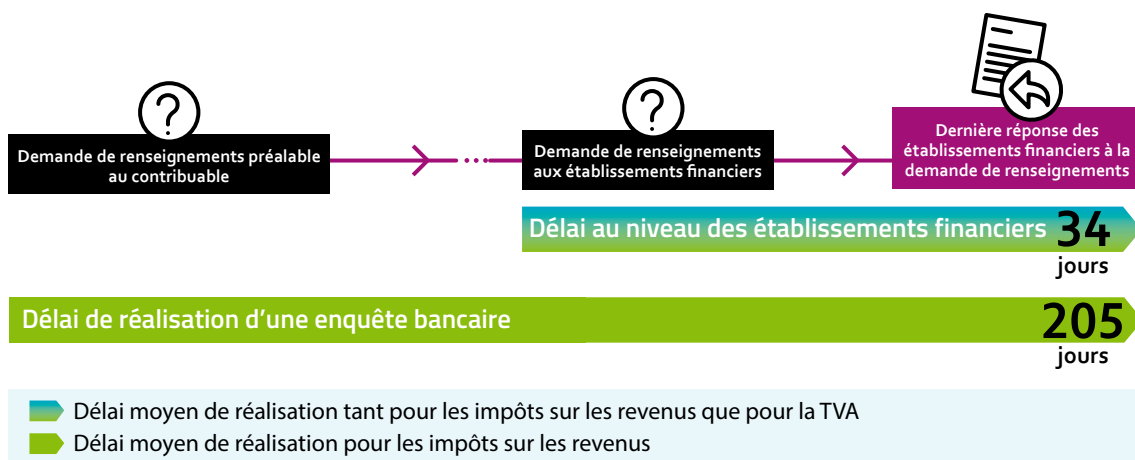 ?
?
Demande de renseignements préalable
au contribuable
Demande de renseignements
aux établissements financiers
Dernière réponse des
établissements financiers à la
demande de renseignements
Délai au niveau des établissements financiers 34
jours
Délai de réalisation d’une enquête bancaire 205
jours
Délai moyen de réalisation tant pour les impôts sur les revenus que pour la TVA
Délai moyen de réalisation pour les impôts sur les revenus